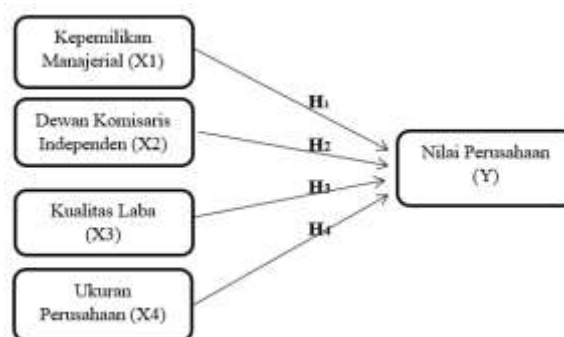 Kepemilikan
Manajerial (X1)
H1
Dewan Komisaris
Independen (X2)
H2
Nilai Perusahaan
(Y)
H3
Kualitas Laba
(X3)
H4
Ukuran
Perusahaan (X4)